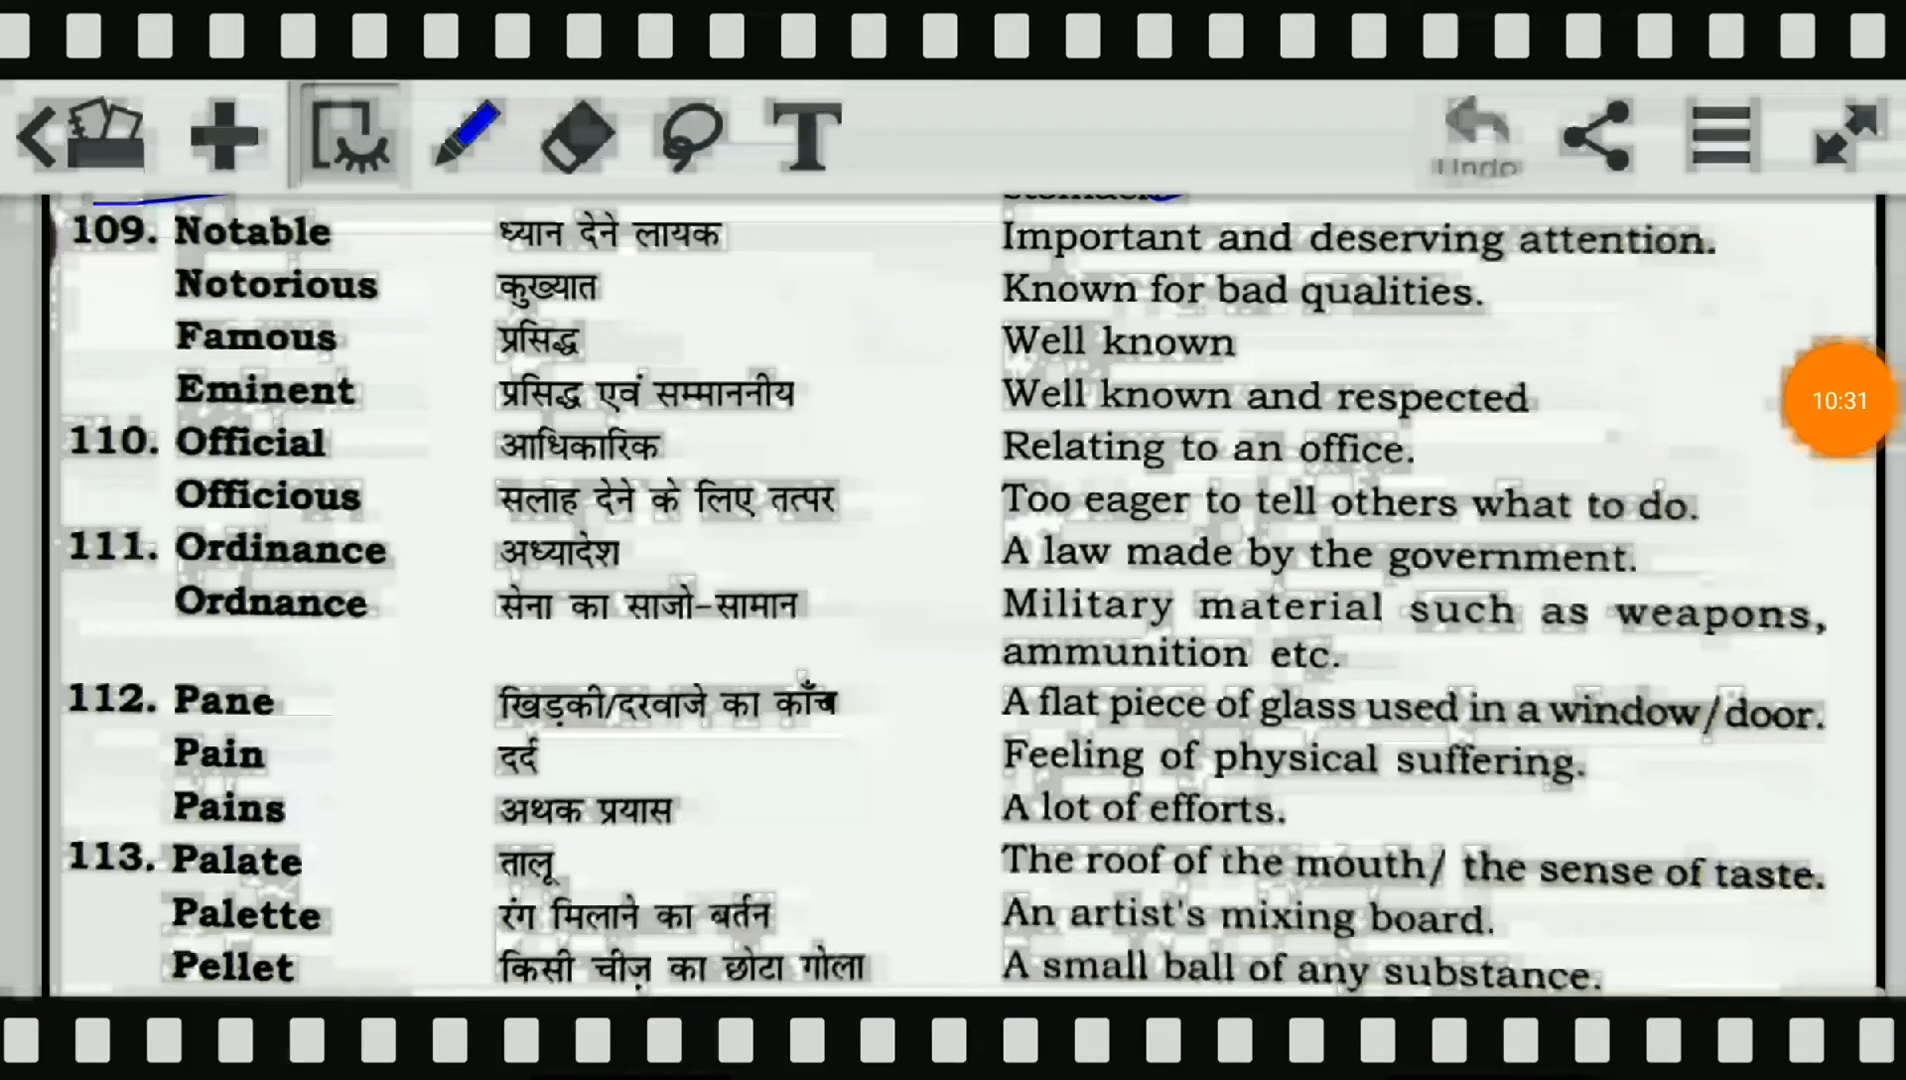 Undo
109. Notable ध्यान देने लायक Important and deserving attention.
Notorious कुख्यात Known for bad qualities.
Famous प्रसिद्ध Well known
Eminent प्रसिद्ध एवं सम्माननीय Well known and respected
10:31
110. Official आधिकारिक Relating to an office.
Officious सलाह देने के लिए तत्पर Too eager to tell others what to do.
111. Ordinance अध्यादेश A law made by the government.
Ordnance सेना का साजो-सामान Military material such as weapons,
ammunition etc.
112. Pane खिड़की/दरवाजे का काँच A flat piece of glass used in a window/door.
Pain दर्द Feeling of physical suffering.
Pains अथक प्रयास A lot of efforts.
113. Palate तालू The roof of the mouth/ the sense of taste.
Palette रंग मिलाने का बर्तन An artist's mixing board.
Pellet किसी चीज़ का छोटा गोला A small ball of any substance.